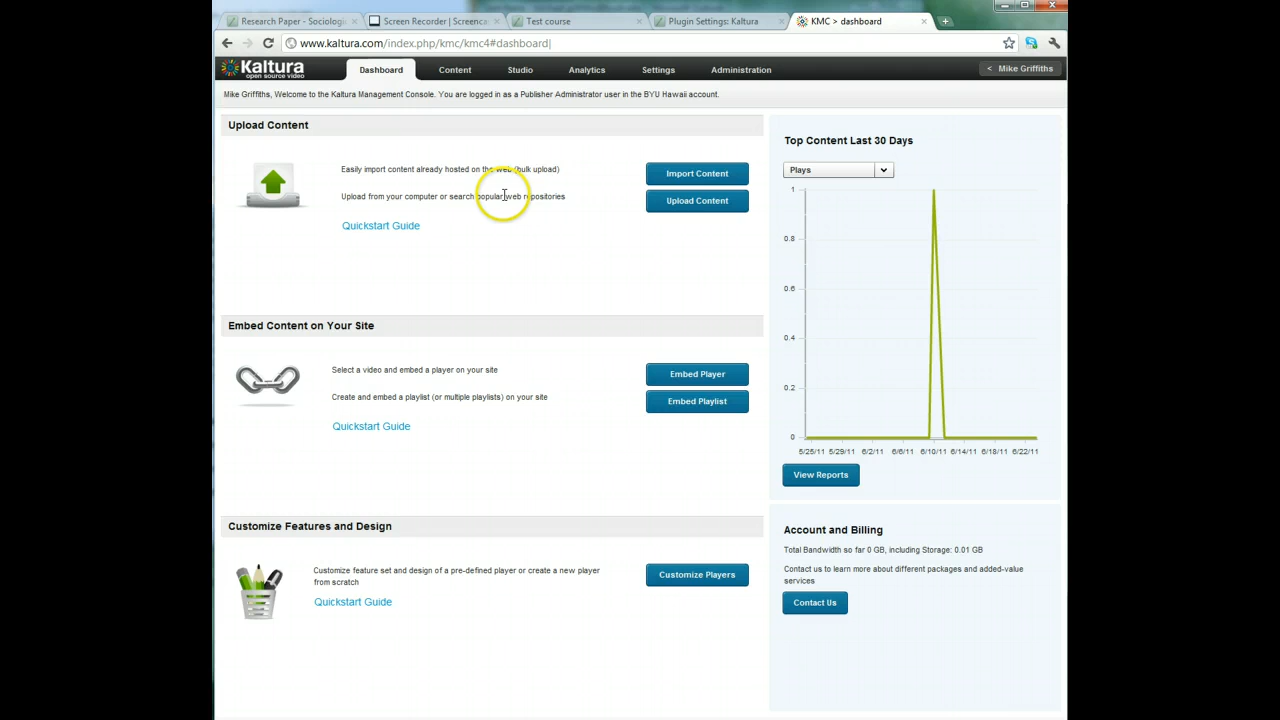 Research Paper - Sociologic
Screen Recorder | Screenca
Test course
Plugin Settings: Kaltura
KMC > dashboard
www.kaltura.com/index.php/kmc/kmc4#dashboard
Kaltura
open source video
Dashboard
Content
Studio
Analytics
Settings
Administration
< Mike Griffiths
Mike Griffiths, Welcome to the Kaltura Management Console. You are logged in as a Publisher Administrator user in the BYU Hawaii account.
Upload Content
Easily import content already hosted on the web (bulk upload)
Import Content
Upload from your computer or search popular web repositories
Upload Content
Quickstart Guide
Embed Content on Your Site
Select a video and embed a player on your site
Embed Player
Create and embed a playlist (or multiple playlists) on your site
Embed Playlist
Quickstart Guide
Customize Features and Design
Customize feature set and design of a pre-defined player or create a new player
from scratch
Customize Players
Quickstart Guide
Top Content Last 30 Days
Plays
1
0.8
0.6
0.4
0.2
0
5/25/11 5/29/11 6/2/11 6/6/11 6/10/11 6/14/11 6/18/11 6/22/11
View Reports
Account and Billing
Total Bandwidth so far 0 GB, including Storage: 0.01 GB
Contact us to learn more about different packages and added-value
services
Contact Us